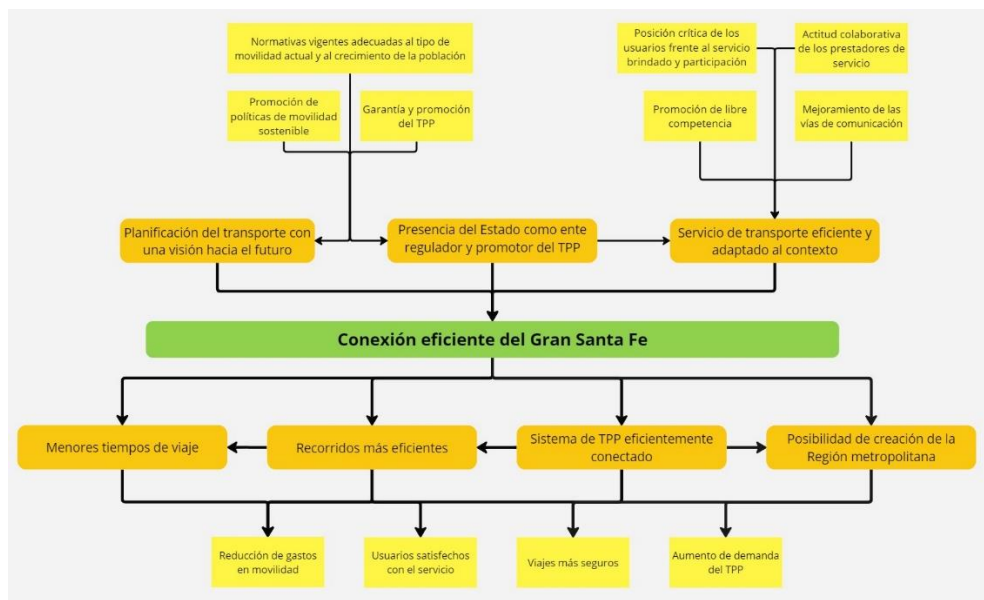 Normativas vigentes adecuadas al tipo de
movilidad actual y al crecimiento de la población
Posición crítica de los
usuarios frente al servicio
brindado y participación
Actitud colaborativa
de los prestadores de
servicio
Promoción de
políticas de movilidad
sostenible
Garantía y promoción
del TPP
Promoción de libre
competencia
Mejoramiento de las
vías de comunicación
Planificación del transporte con
una visión hacia el futuro
Presencia del Estado como ente
regulador y promotor del TPP
Servicio de transporte eficiente y
adaptado al contexto
Conexión eficiente del Gran Santa Fe
Menores tiempos de viaje
Recorridos más eficientes
Sistema de TPP eficientemente
conectado
Posibilidad de creación de la
Región metropolitana
Reducción de gastos
en movilidad
Usuarios satisfechos
con el servicio
Viajes más seguros
Aumento de demanda
del TPP